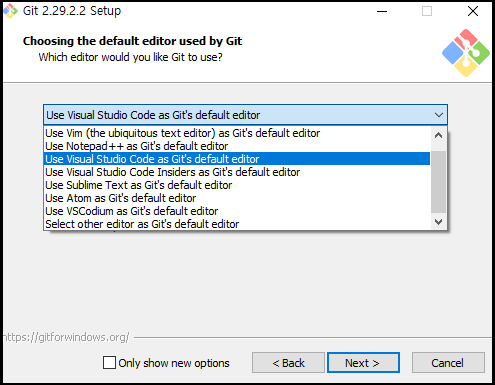 Git 2.29.2.2 Setup
Choosing the default editor used by Git
Which editor would you like Git to use?
Use Visual Studio Code as Git's default editor
Use Vim (the ubiquitous text editor) as Git's default editor
Use Notepad++ as Git's default editor
Use Visual Studio Code as Git's default editor
Use Visual Studio Code Insiders as Git's default editor
Use Sublime Text as Git's default editor
Use Atom as Git's default editor
Use VSCodium as Git's default editor
Select other editor as Git's default editor
https://gitforwindows.org/
Only show new options
< Back
Next >
Cancel